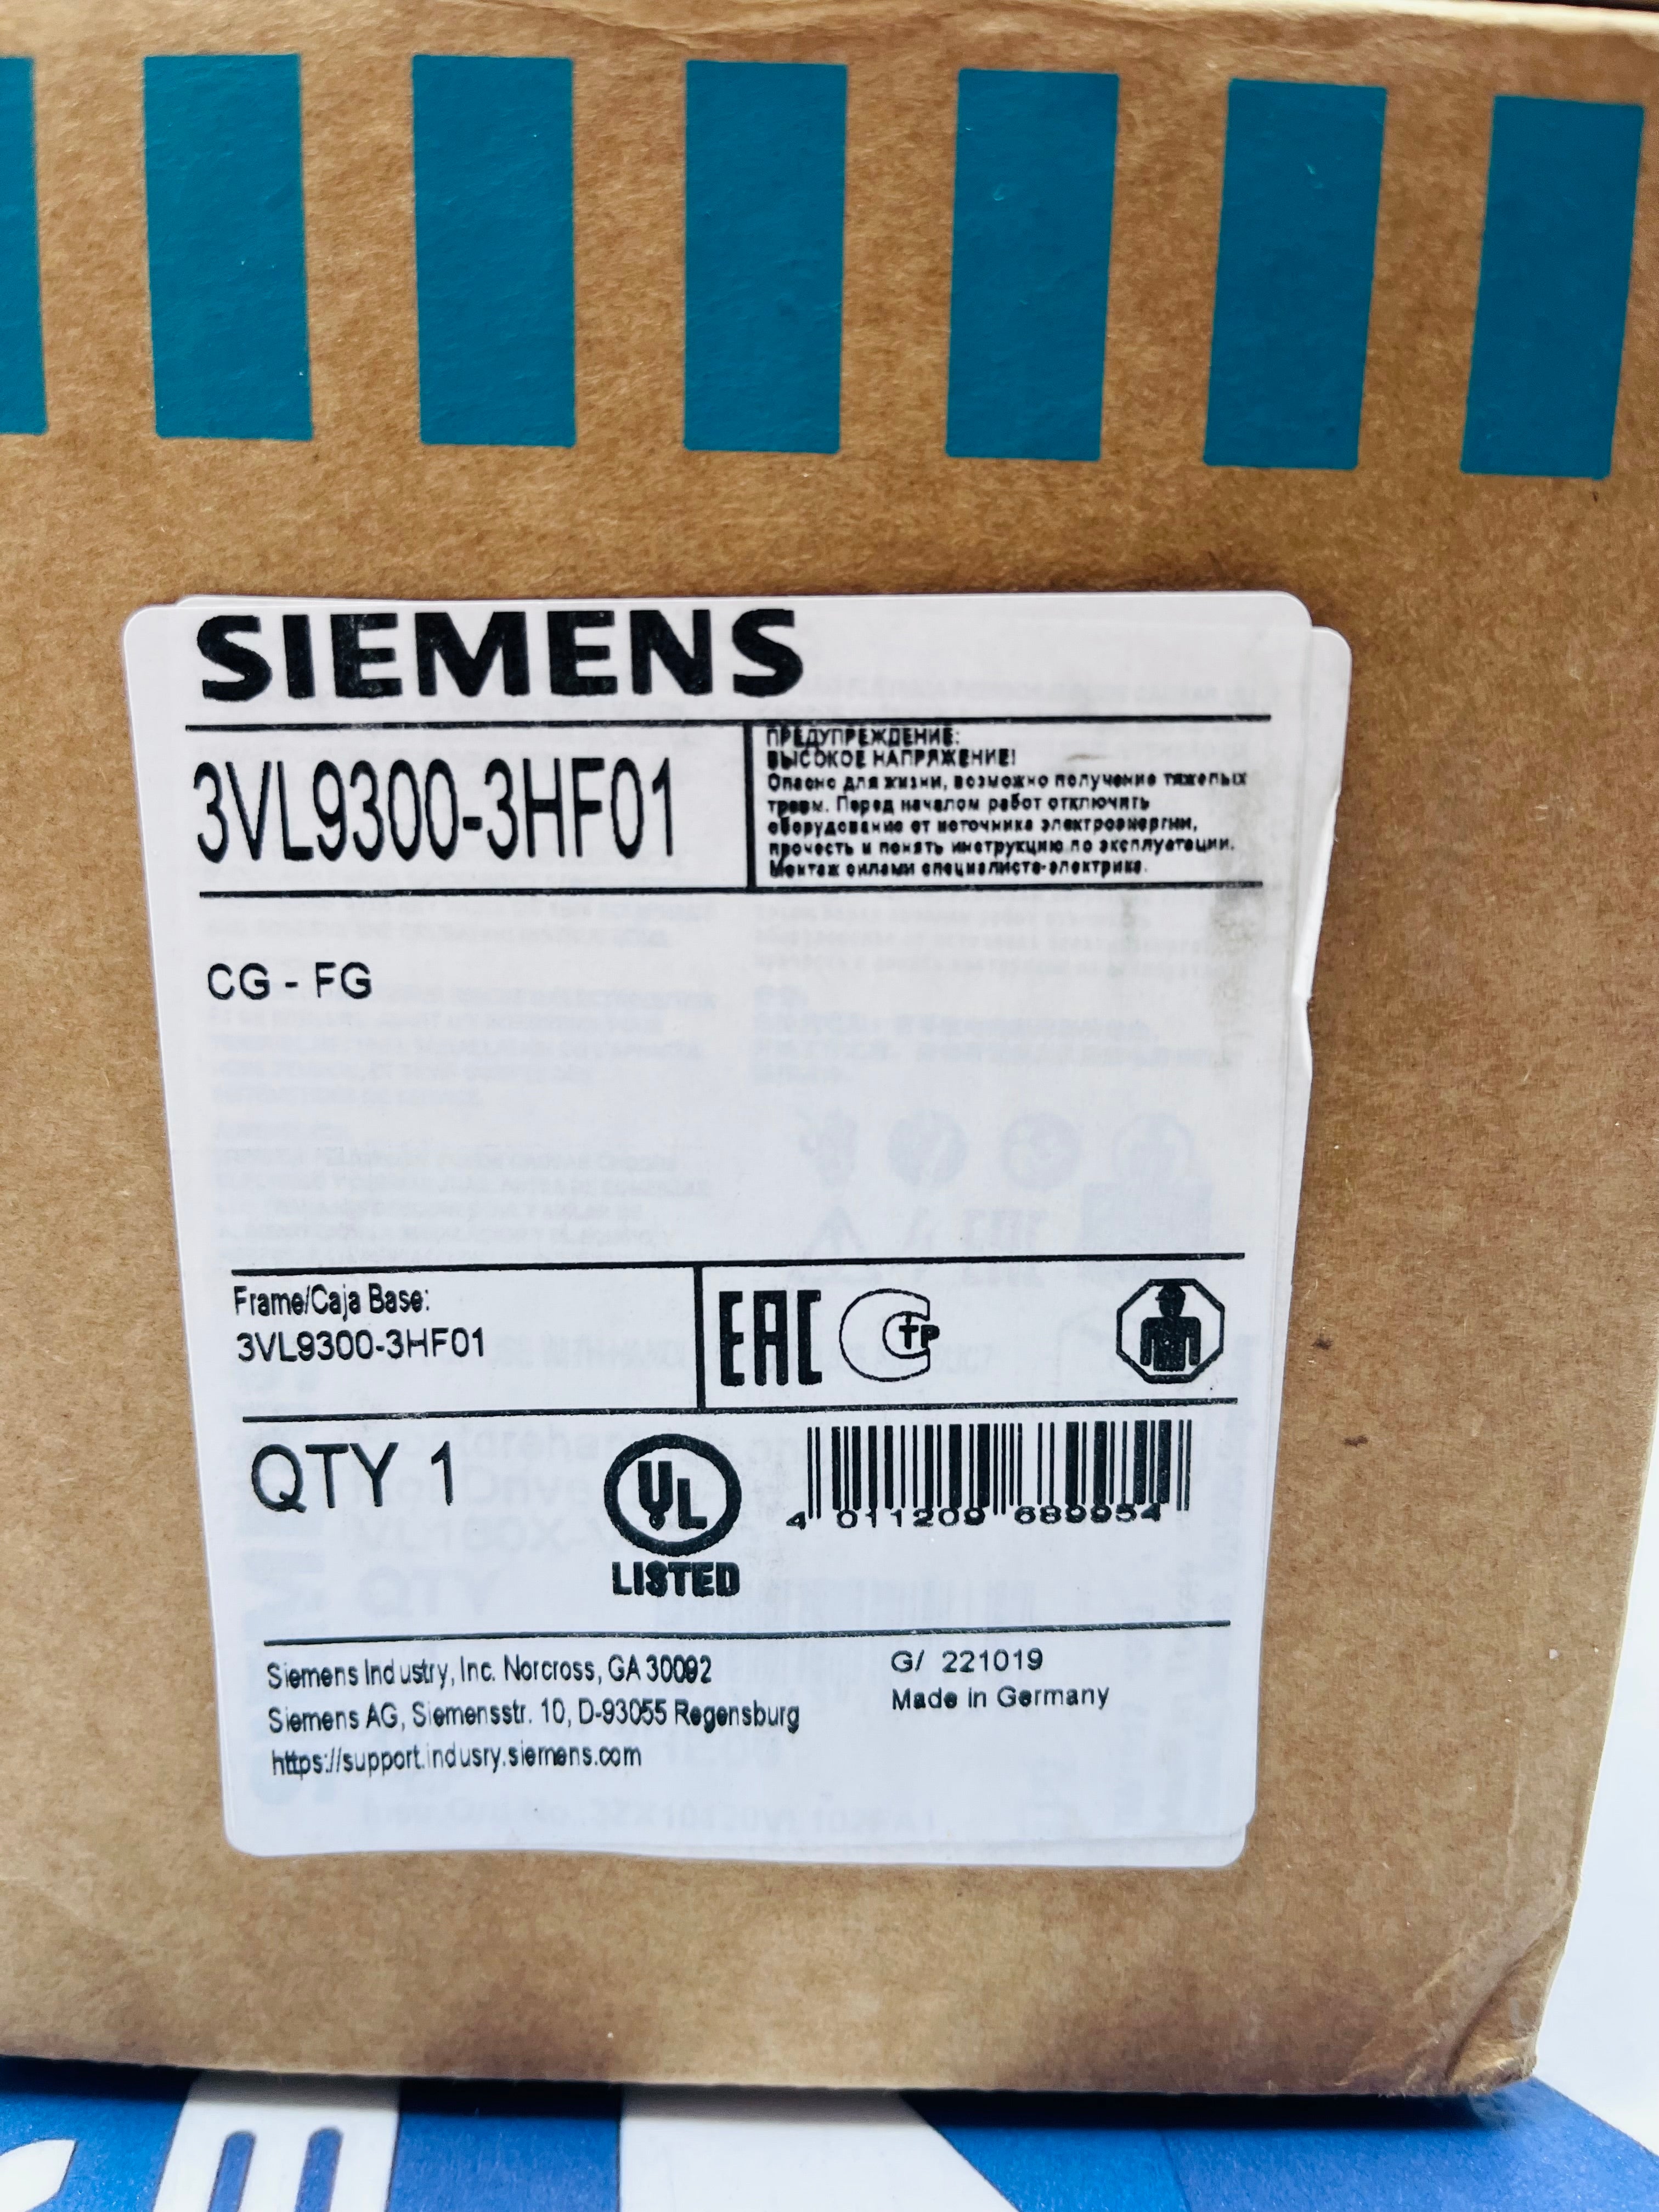 SIEMENS
3VL9300-3HF01
ПРЕДУПРЕЖДЕНИЕ:
ВЫСОКОЕ НАПРЯЖЕНИЕ!
Опасно для жизни, возможно получение тяжелых
травм. Перед началом работ отключить
оборудование от источника электроэнергии,
прочесть и понять инструкцию по эксплуатации.
Монтаж силами специалиста-электрика.
CG - FG
Frame/Caja Base:
3VL9300-3HF01
EAC
C
TP
QTY 1
UL
LISTED
4 011209 689954
Siemens Industry, Inc. Norcross, GA 30092
Siemens AG, Siemensstr. 10, D-93055 Regensburg
https://support.indusry.siemens.com
G/ 221019
Made in Germany